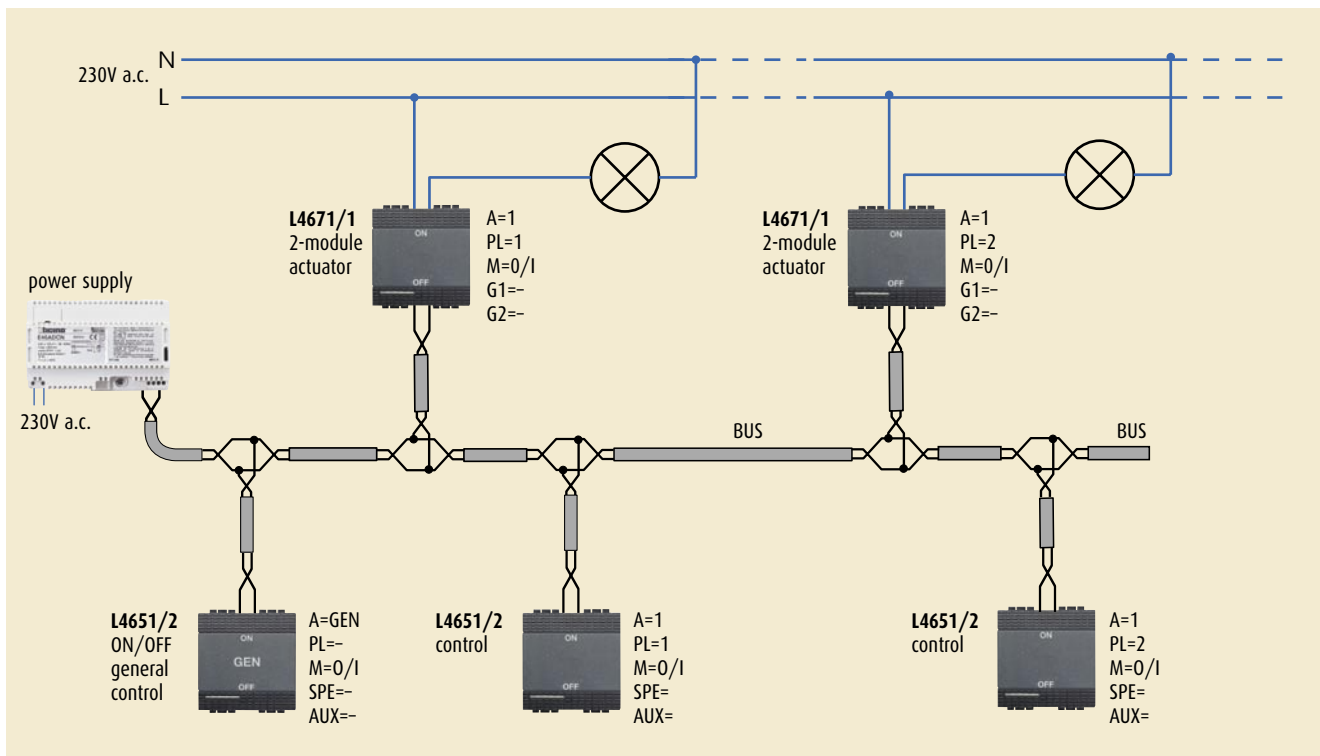 N
230V a.c.
L
L4671/1
2-module
actuator
ON
OFF
A=1
PL=1
M=0/I
G1=–
G2=–
L4671/1
2-module
actuator
ON
OFF
A=1
PL=2
M=0/I
G1=–
G2=–
power supply
bticino
E46ADCN
230V a.c.
BUS
BUS
L4651/2
ON/OFF
general
control
ON
GEN
OFF
A=GEN
PL=–
M=O/I
SPE=–
AUX=–
L4651/2
control
ON
OFF
A=1
PL=1
M=O/I
SPE=
AUX=
L4651/2
control
ON
OFF
A=1
PL=2
M=O/I
SPE=
AUX=